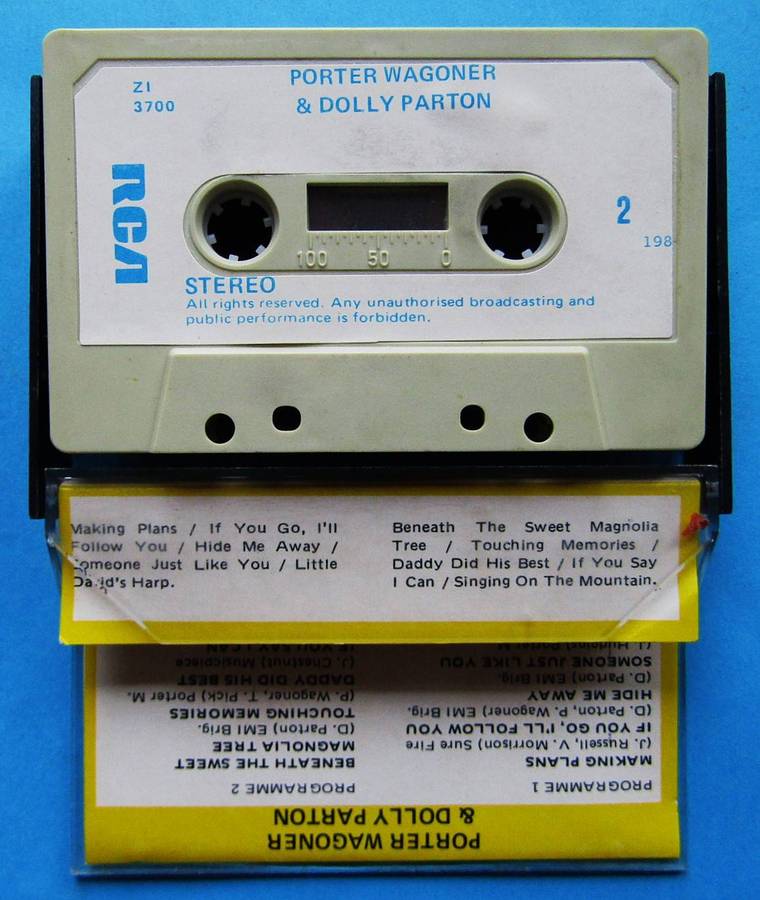 ZI
3700
PORTER WAGONER
& DOLLY PARTON
RCA
100 50 0
2
198
STEREO
All rights reserved. Any unauthorised broadcasting and
public performance is forbidden.
Making Plans / If You Go, I'll
Follow You / Hide Me Away /
Someone Just Like You / Little
David's Harp.
Beneath The Sweet Magnolia
Tree / Touching Memories /
Daddy Did His Best / If You Say
I Can / Singing On The Mountain.
PORTER WAGONER
& DOLLY PARTON
PROGRAMME 1
MAKING PLANS
(J. Russell, V. Morrison) Sure Fire
IF YOU GO, I'LL FOLLOW YOU
(D. Parton, P. Wagoner) EMI Brig.
HIDE ME AWAY
(D. Parton) EMI Brig.
SOMEONE JUST LIKE YOU
(J. Hudgins) Porter M.
PROGRAMME 2
BENEATH THE SWEET
MAGNOLIA TREE
(D. Parton) EMI Brig.
TOUCHING MEMORIES
(P. Wagoner, T. Pick) Porter M.
DADDY DID HIS BEST
(J. Chestnut) Musicpiece
IF YOU SAY I CAN